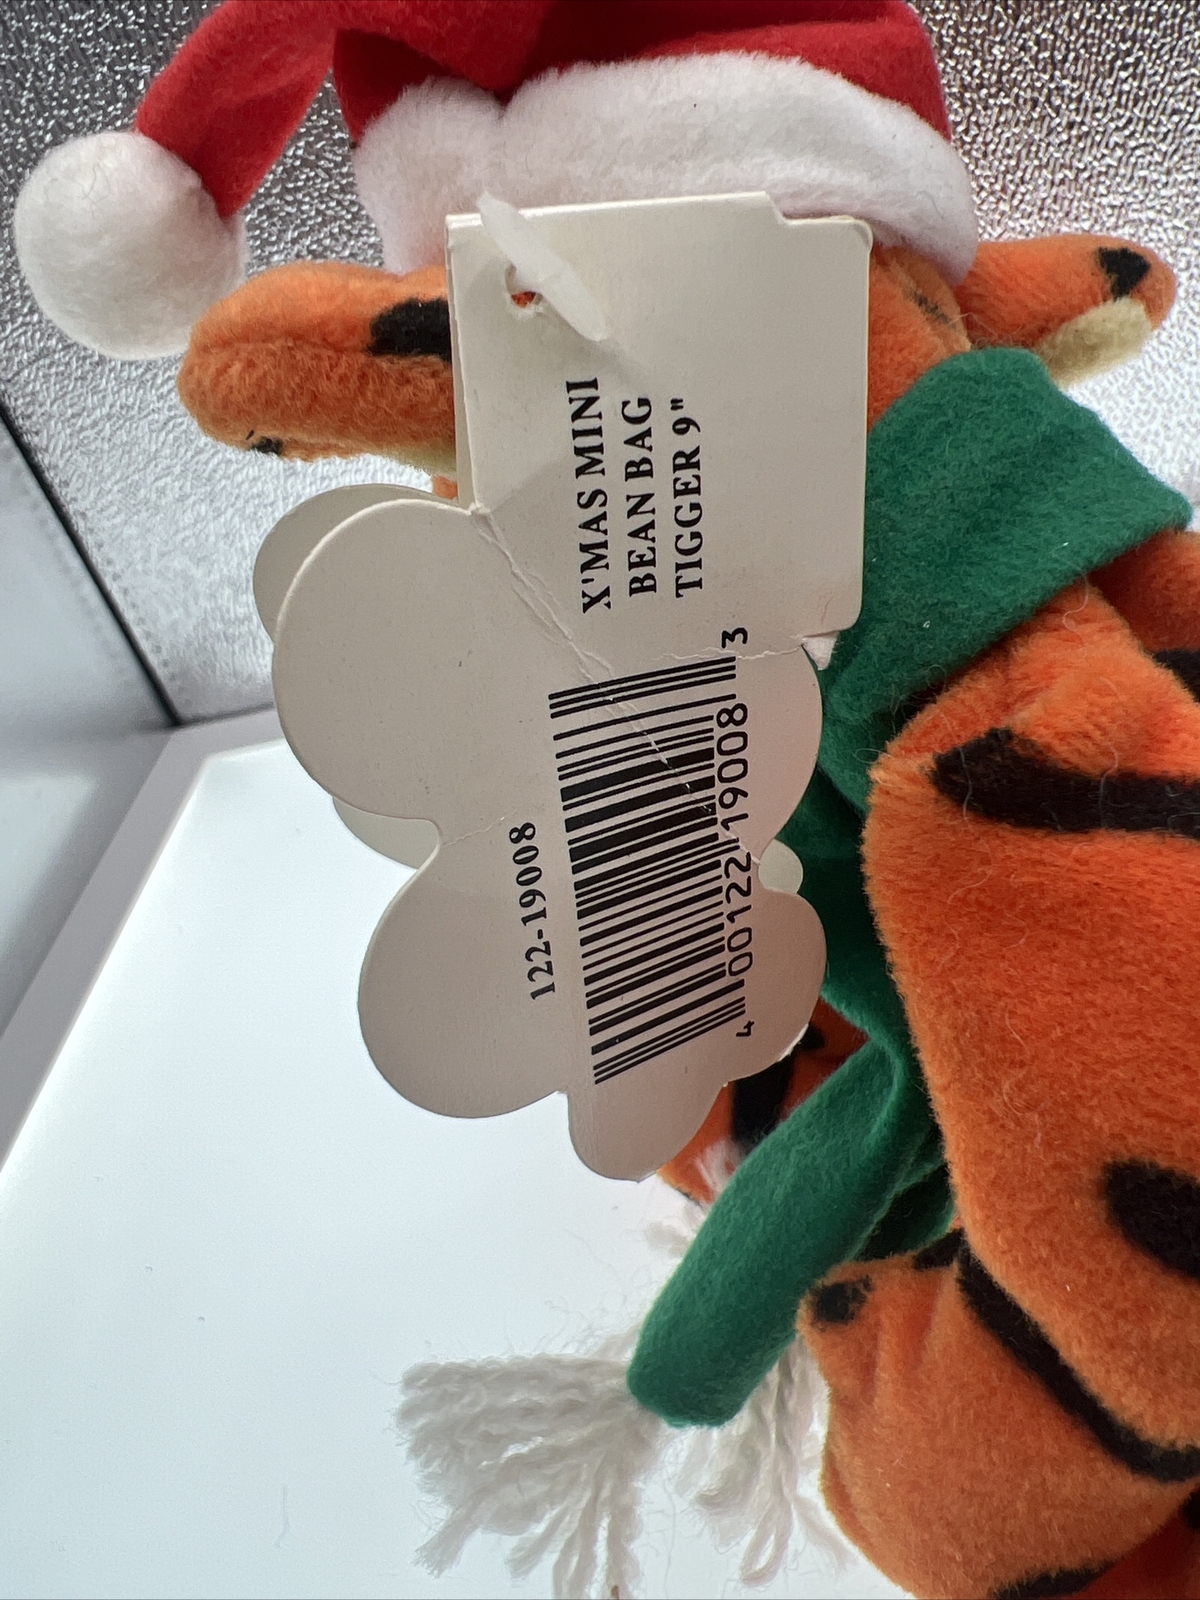 X'MAS MINI
BEAN BAG
TIGGER 9"
122-19008
4 00122 19008 3